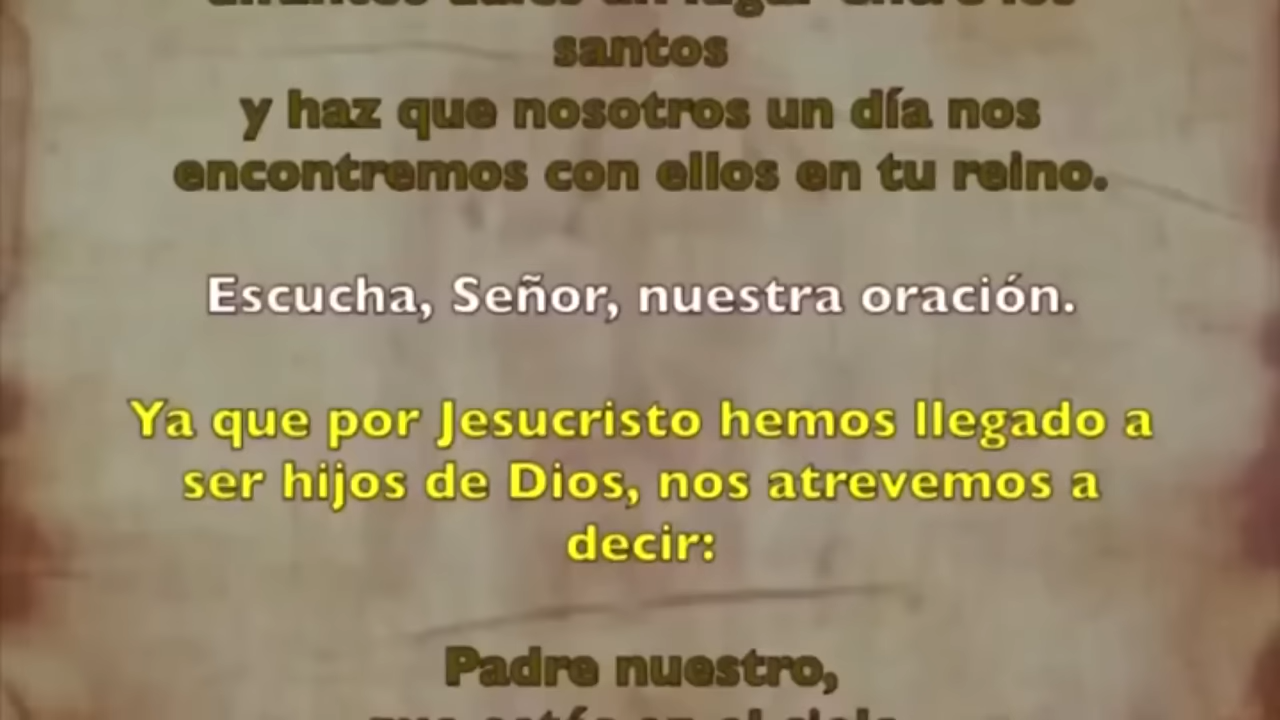 santos
y haz que nosotros un día nos
encontremos con ellos en tu reino.
Escucha, Señor, nuestra oración.
Ya que por Jesucristo hemos llegado a
ser hijos de Dios, nos atrevemos a
decir:
Padre nuestro,